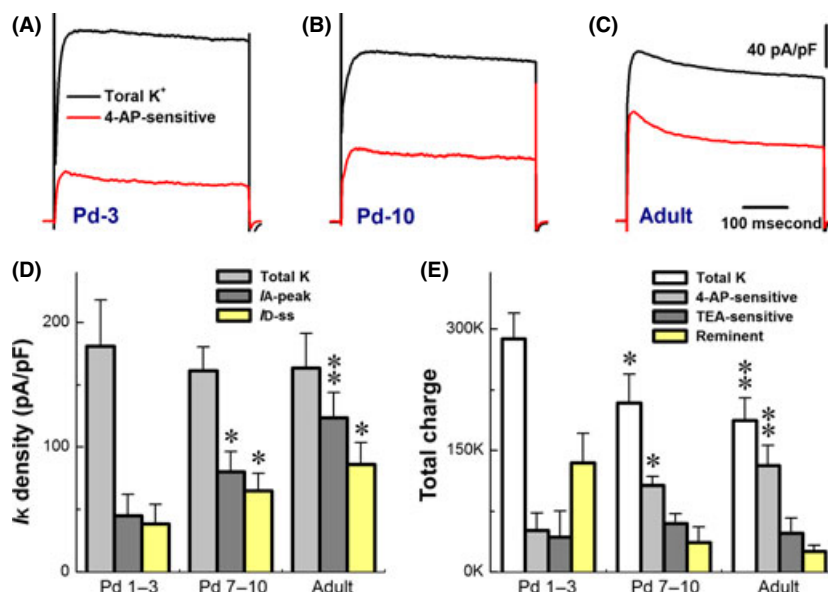 (A)
(B)
(C)
40 pA/pF
Toral K+
4-AP-sensitive
Pd-3
Pd-10
Adult
100 msecond
(D)
Total K
IA-peak
ID-ss
IK density (pA/pF)
200
100
0
*
*
**
*
Pd 1–3
Pd 7–10
Adult
(E)
Total K
4-AP-sensitive
TEA-sensitive
Reminent
Total charge
300K
150K
0K
*
*
**
**
Pd 1–3
Pd 7–10
Adult